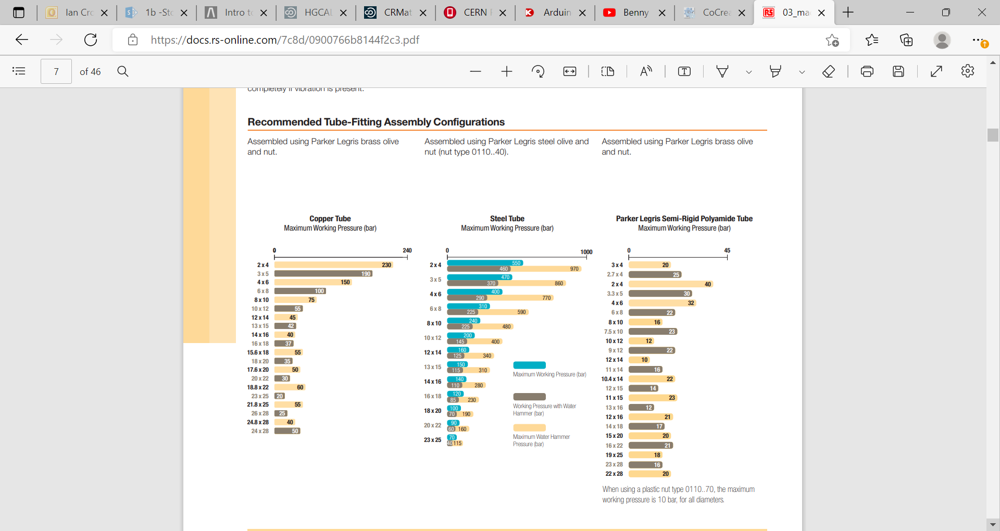 Ian Cro
1b -Sto
Intro to
HGCAL
CRMat
CERN
Arduin
Benny
CoCrea
RS
03_ma
https://docs.rs-online.com/7c8d/0900766b8144f2c3.pdf
7 of 46
completely if vibration is present.
Recommended Tube-Fitting Assembly Configurations
Assembled using Parker Legris brass olive
and nut.
Assembled using Parker Legris steel olive and
nut (nut type 0110..40).
Assembled using Parker Legris brass olive
and nut.
Copper Tube
Maximum Working Pressure (bar)
0 240
2 x 4 230
3 x 5 190
4 x 6 150
6 x 8 100
8 x 10 75
10 x 12 55
12 x 14 45
13 x 15 42
14 x 16 40
16 x 18 37
15.6 x 18 55
18 x 20 35
17.6 x 20 50
20 x 22 30
18.8 x 22 60
23 x 25 20
21.8 x 25 55
26 x 28 25
24.8 x 28 40
24 x 28 50
Steel Tube
Maximum Working Pressure (bar)
0 1000
2 x 4 550 460 970
3 x 5 470 370 860
4 x 6 400 290 770
6 x 8 310 225 590
8 x 10 240 225 480
10 x 12 200 145 400
12 x 14 160 125 340
13 x 15 150 115 310
14 x 16 140 110 280
16 x 18 120 85 230
18 x 20 100 70 190
20 x 22 90 60 160
23 x 25 70 40 115
Maximum Working Pressure (bar)
Working Pressure with Water
Hammer (bar)
Maximum Water Hammer
Pressure (bar)
Parker Legris Semi-Rigid Polyamide Tube
Maximum Working Pressure (bar)
0 45
3 x 4 20
2.7 x 4 25
2 x 4 40
3.3 x 5 30
4 x 6 32
6 x 8 22
8 x 10 16
7.5 x 10 23
10 x 12 12
9 x 12 22
12 x 14 10
11 x 14 16
10.4 x 14 22
12 x 15 14
11 x 15 23
13 x 16 12
12 x 16 21
14 x 18 17
15 x 20 20
16 x 22 21
19 x 25 18
23 x 28 16
22 x 28 20
When using a plastic nut type 0110..70, the maximum
working pressure is 10 bar, for all diameters.